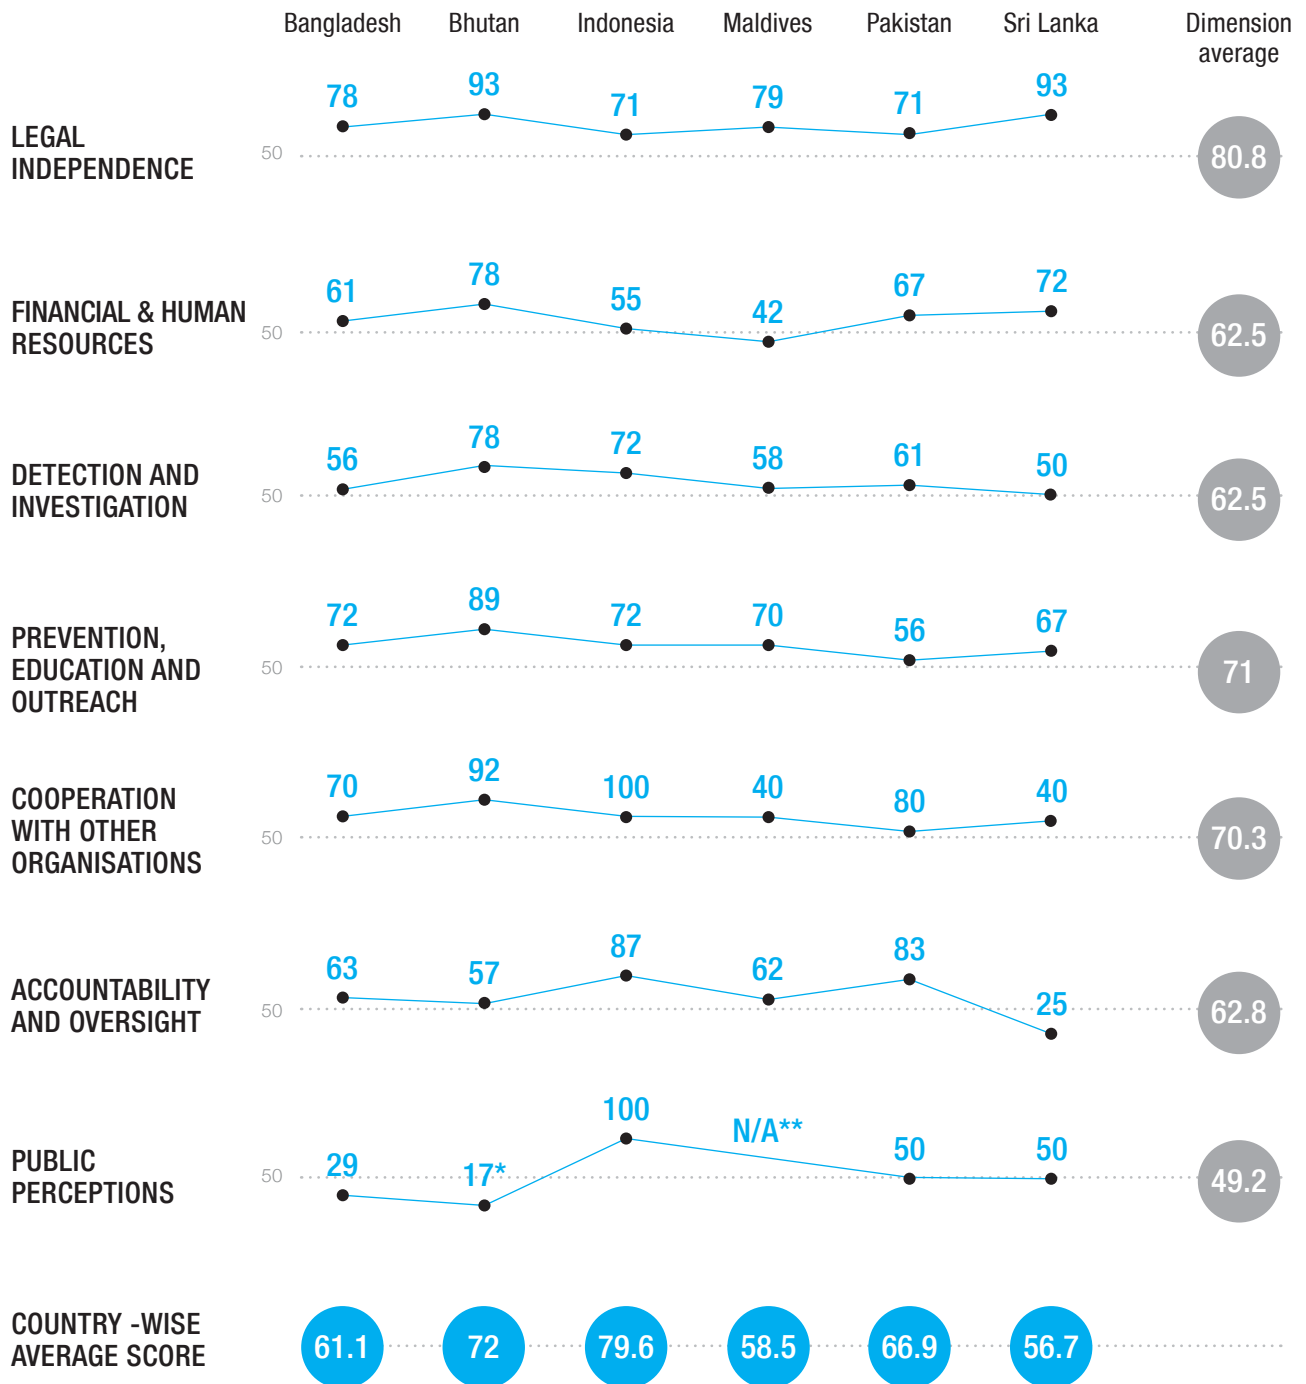 Bangladesh Bhutan Indonesia Maldives Pakistan Sri Lanka Dimension
average
LEGAL
INDEPENDENCE
78 93 71 79 71 93
50
80.8
FINANCIAL & HUMAN
RESOURCES
61 78 55 42 67 72
50
62.5
DETECTION AND
INVESTIGATION
56 78 72 58 61 50
50
62.5
PREVENTION,
EDUCATION AND
OUTREACH
72 89 72 70 56 67
50
71
COOPERATION
WITH OTHER
ORGANISATIONS
70 92 100 40 80 40
50
70.3
ACCOUNTABILITY
AND OVERSIGHT
63 57 87 62 83 25
50
62.8
PUBLIC
PERCEPTIONS
29 17* 100 N/A** 50 50
50
49.2
COUNTRY -WISE
AVERAGE SCORE
61.1 72 79.6 58.5 66.9 56.7